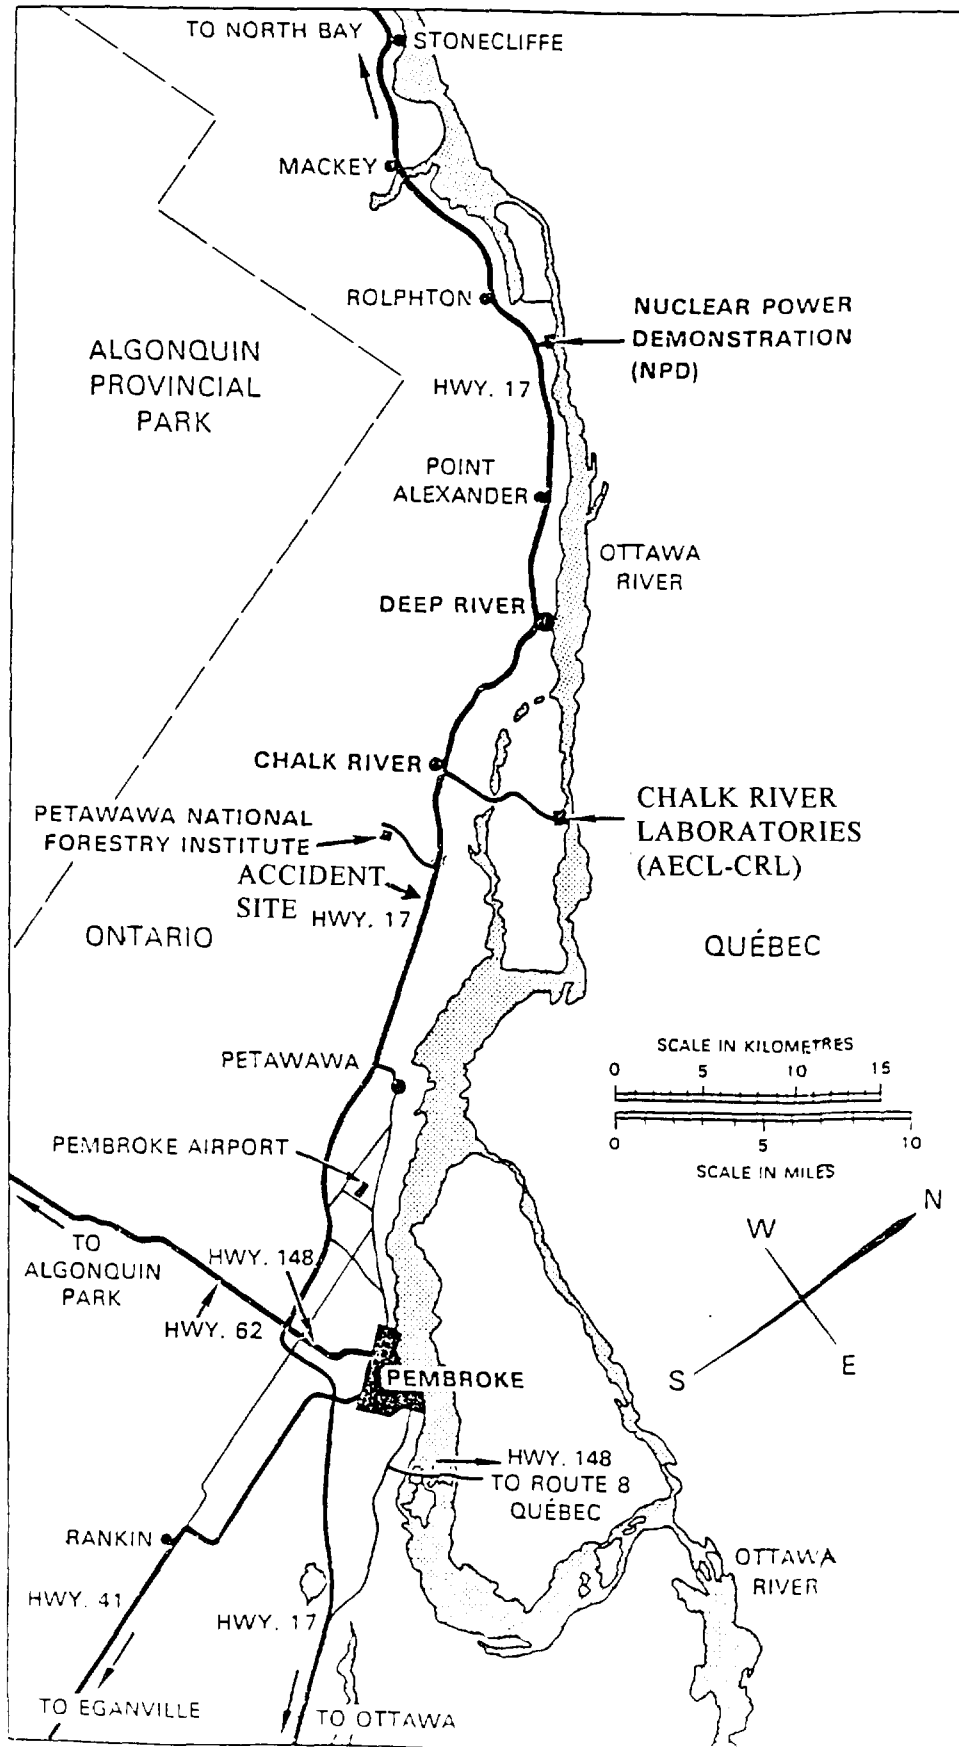 TO NORTH BAY
STONECLIFFE
MACKEY
ROLPHTON
NUCLEAR POWER
DEMONSTRATION
(NPD)
ALGONQUIN
PROVINCIAL
PARK
HWY. 17
POINT
ALEXANDER
OTTAWA
RIVER
DEEP RIVER
CHALK RIVER
CHALK RIVER
LABORATORIES
(AECL-CRL)
PETAWAWA NATIONAL
FORESTRY INSTITUTE
ACCIDENT
SITE
HWY. 17
ONTARIO
QUÉBEC
SCALE IN KILOMETRES
0 5 10 15
0 5 10
SCALE IN MILES
PETAWAWA
PEMBROKE AIRPORT
N
W
S
E
TO
ALGONQUIN
PARK
HWY. 148
HWY. 62
PEMBROKE
HWY. 148
TO ROUTE 8
QUÉBEC
RANKIN
OTTAWA
RIVER
HWY. 41
HWY. 17
TO EGANVILLE
TO OTTAWA